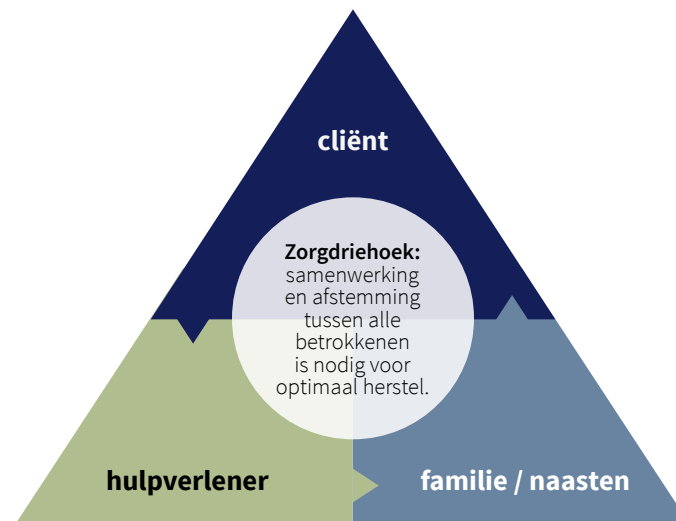 cliënt
Zorgdriehoek:
samenwerking
en afstemming
tussen alle
betrokkenen
is nodig voor
optimaal herstel.
hulpverlener
familie / naasten